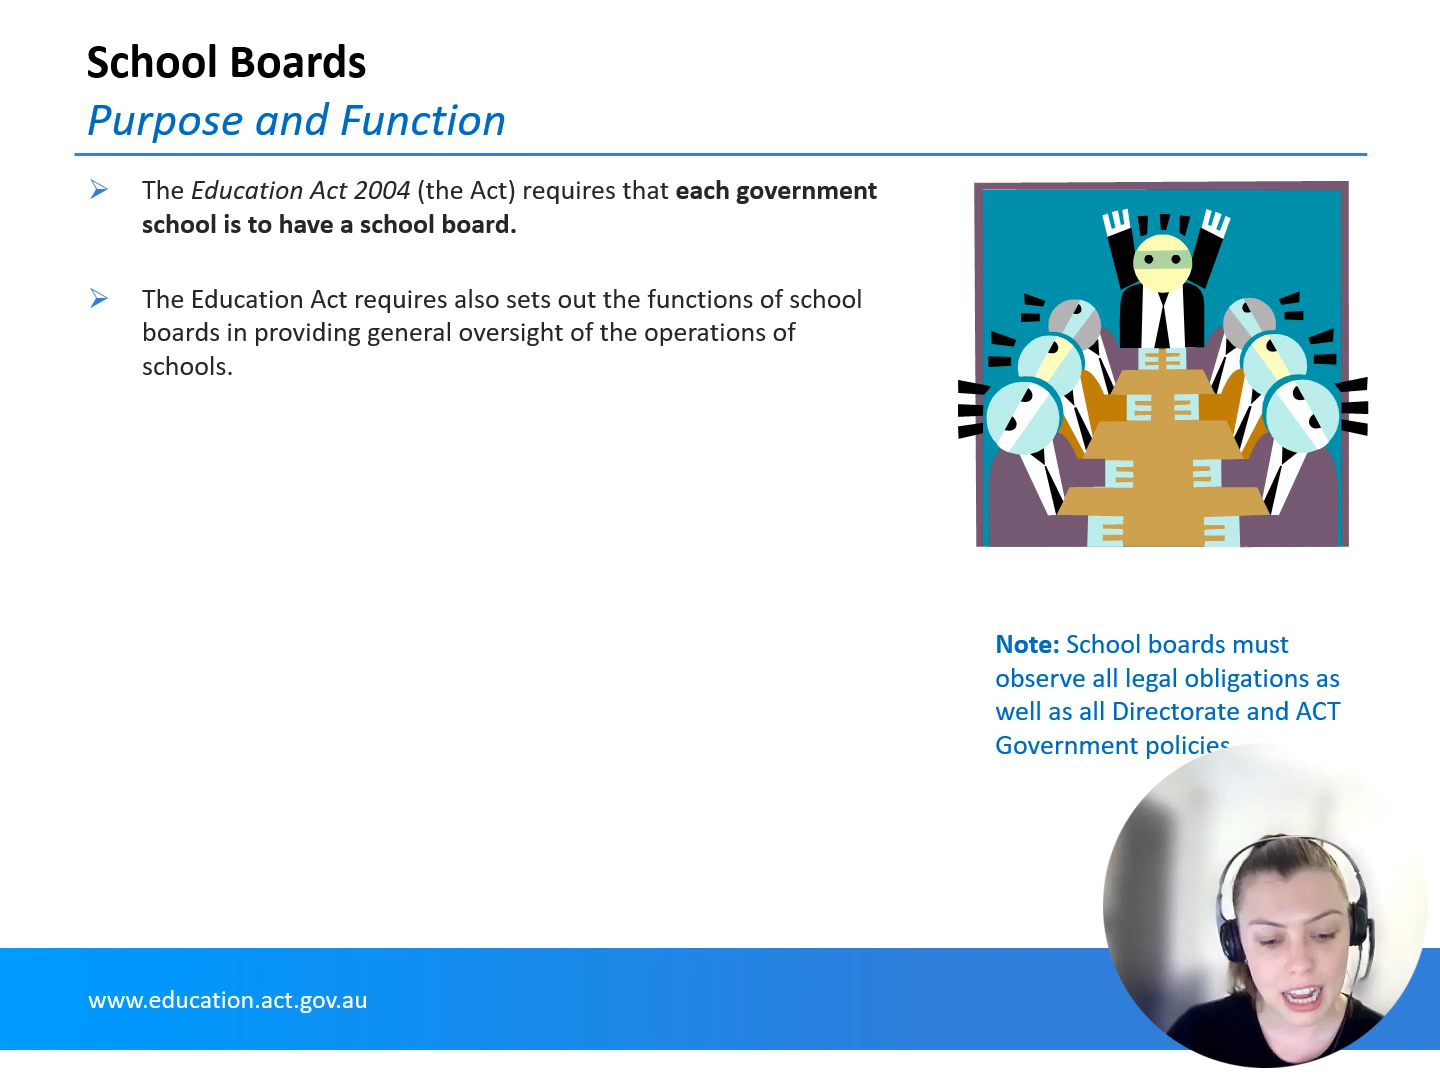 School Boards
Purpose and Function
The Education Act 2004 (the Act) requires that each government
school is to have a school board.
The Education Act requires also sets out the functions of school
boards in providing general oversight of the operations of
schools.
Note: School boards must
observe all legal obligations as
well as all Directorate and ACT
Government policies
www.education.act.gov.au